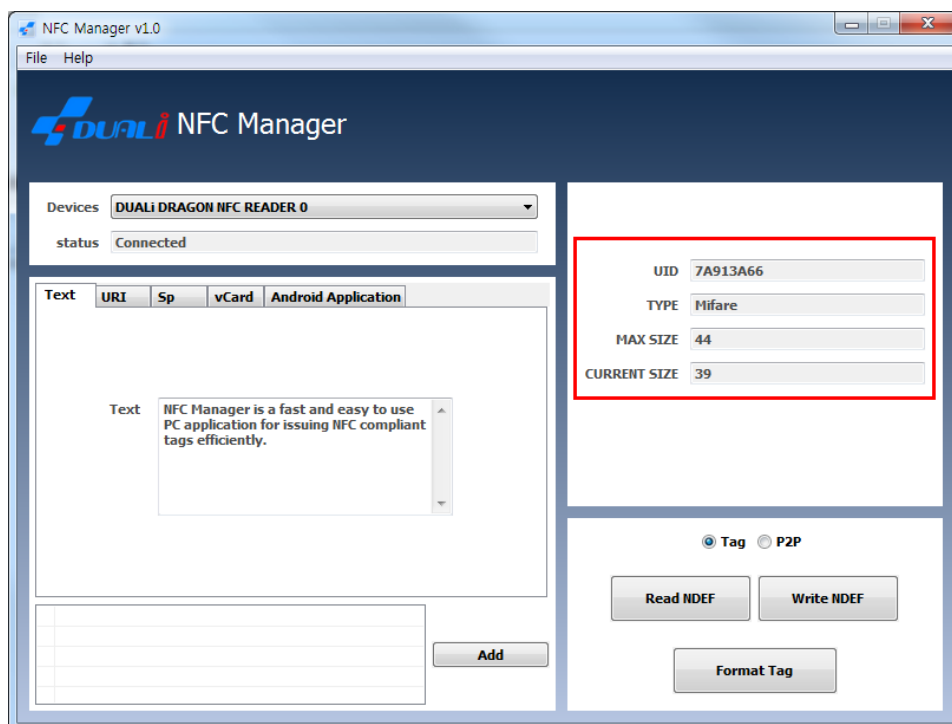 NFC Manager v1.0
File Help
DUALi NFC Manager
Devices DUALi DRAGON NFC READER 0
status Connected
UID 7A913A66
TYPE Mifare
MAX SIZE 44
CURRENT SIZE 39
Text URI Sp vCard Android Application
Text NFC Manager is a fast and easy to use
PC application for issuing NFC compliant
tags efficiently.
Tag P2P
Read NDEF Write NDEF
Add
Format Tag